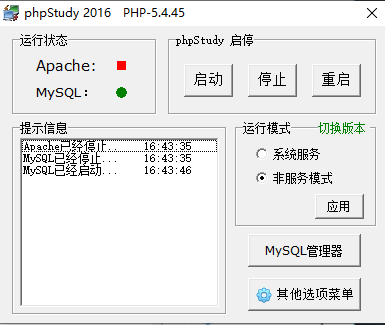 phpStudy 2016 PHP-5.4.45
运行状态
Apache:
MySQL:
phpStudy 启停
启动 停止 重启
提示信息
Apache已经停止... 16:43:35
MySQL已经停止... 16:43:35
MySQL已经启动... 16:43:46
运行模式 切换版本
系统服务
非服务模式
应用
MySQL管理器
其他选项菜单